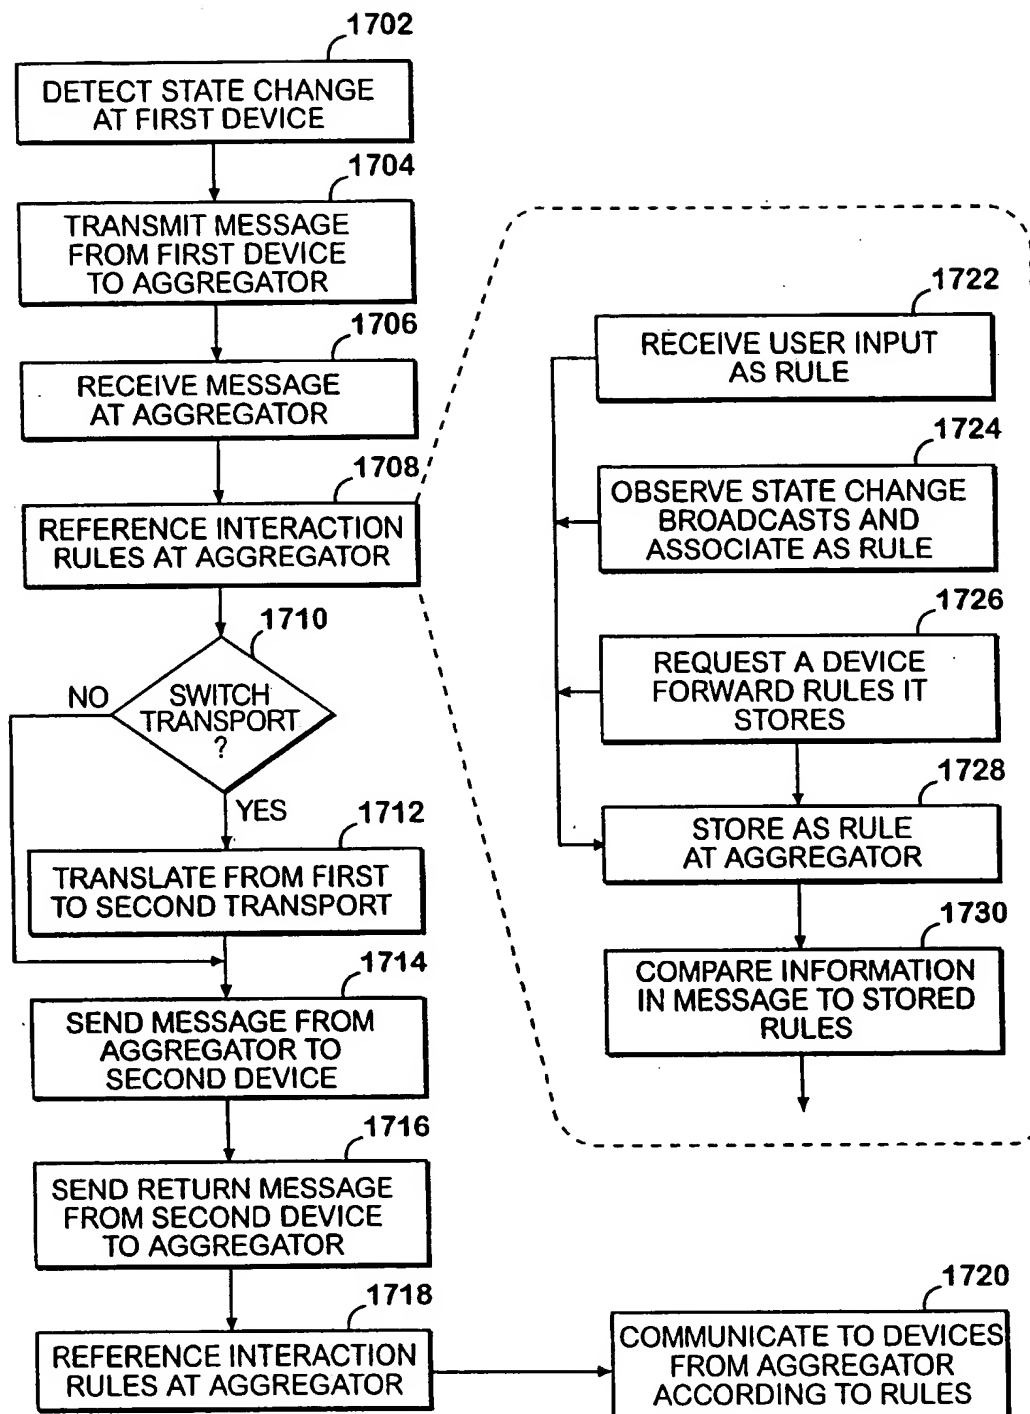 1702
DETECT STATE CHANGE
AT FIRST DEVICE
1704
TRANSMIT MESSAGE
FROM FIRST DEVICE
TO AGGREGATOR
1706
RECEIVE MESSAGE
AT AGGREGATOR
1708
REFERENCE INTERACTION
RULES AT AGGREGATOR
1710
NO
SWITCH
TRANSPORT
?
YES
1712
TRANSLATE FROM FIRST
TO SECOND TRANSPORT
1714
SEND MESSAGE FROM
AGGREGATOR TO
SECOND DEVICE
1716
SEND RETURN MESSAGE
FROM SECOND DEVICE
TO AGGREGATOR
1718
REFERENCE INTERACTION
RULES AT AGGREGATOR
1720
COMMUNICATE TO DEVICES
FROM AGGREGATOR
ACCORDING TO RULES
1722
RECEIVE USER INPUT
AS RULE
1724
OBSERVE STATE CHANGE
BROADCASTS AND
ASSOCIATE AS RULE
1726
REQUEST A DEVICE
FORWARD RULES IT
STORES
1728
STORE AS RULE
AT AGGREGATOR
1730
COMPARE INFORMATION
IN MESSAGE TO STORED
RULES